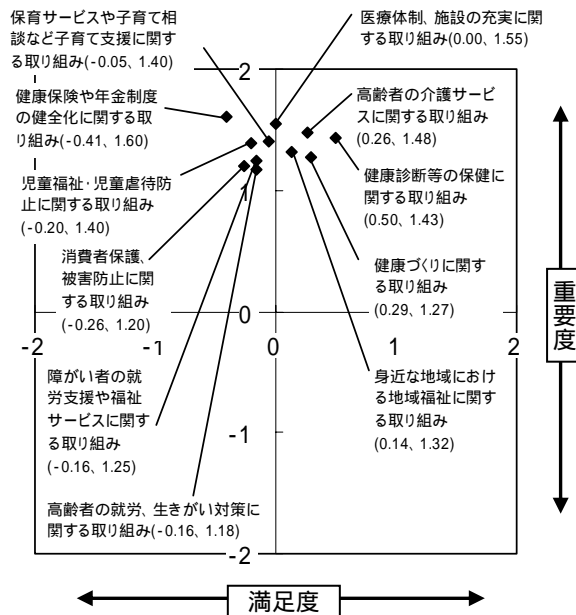 保育サービスや子育て相
談など子育て支援に関す
る取り組み(-0.05、1.40)
医療体制、施設の充実に関
する取り組み(0.00、1.55)
健康保険や年金制度
の健全化に関する取
り組み(-0.41、1.60)
高齢者の介護サービ
スに関する取り組み
(0.26、1.48)
児童福祉・児童虐待防
止に関する取り組み
(-0.20、1.40)
健康診断等の保健に
関する取り組み
(0.50、1.43)
消費者保護、
被害防止に関
する取り組み
(-0.26、1.20)
健康づくりに関す
る取り組み
(0.29、1.27)
障がい者の就
労支援や福祉
サービスに関す
る取り組み
(-0.16、1.25)
身近な地域におけ
る地域福祉に関す
る取り組み
(0.14、1.32)
高齢者の就労、生きがい対策に
関する取り組み(-0.16、1.18)
2
1
0
-1
-2
-2
-1
0
1
2
重要度
満足度